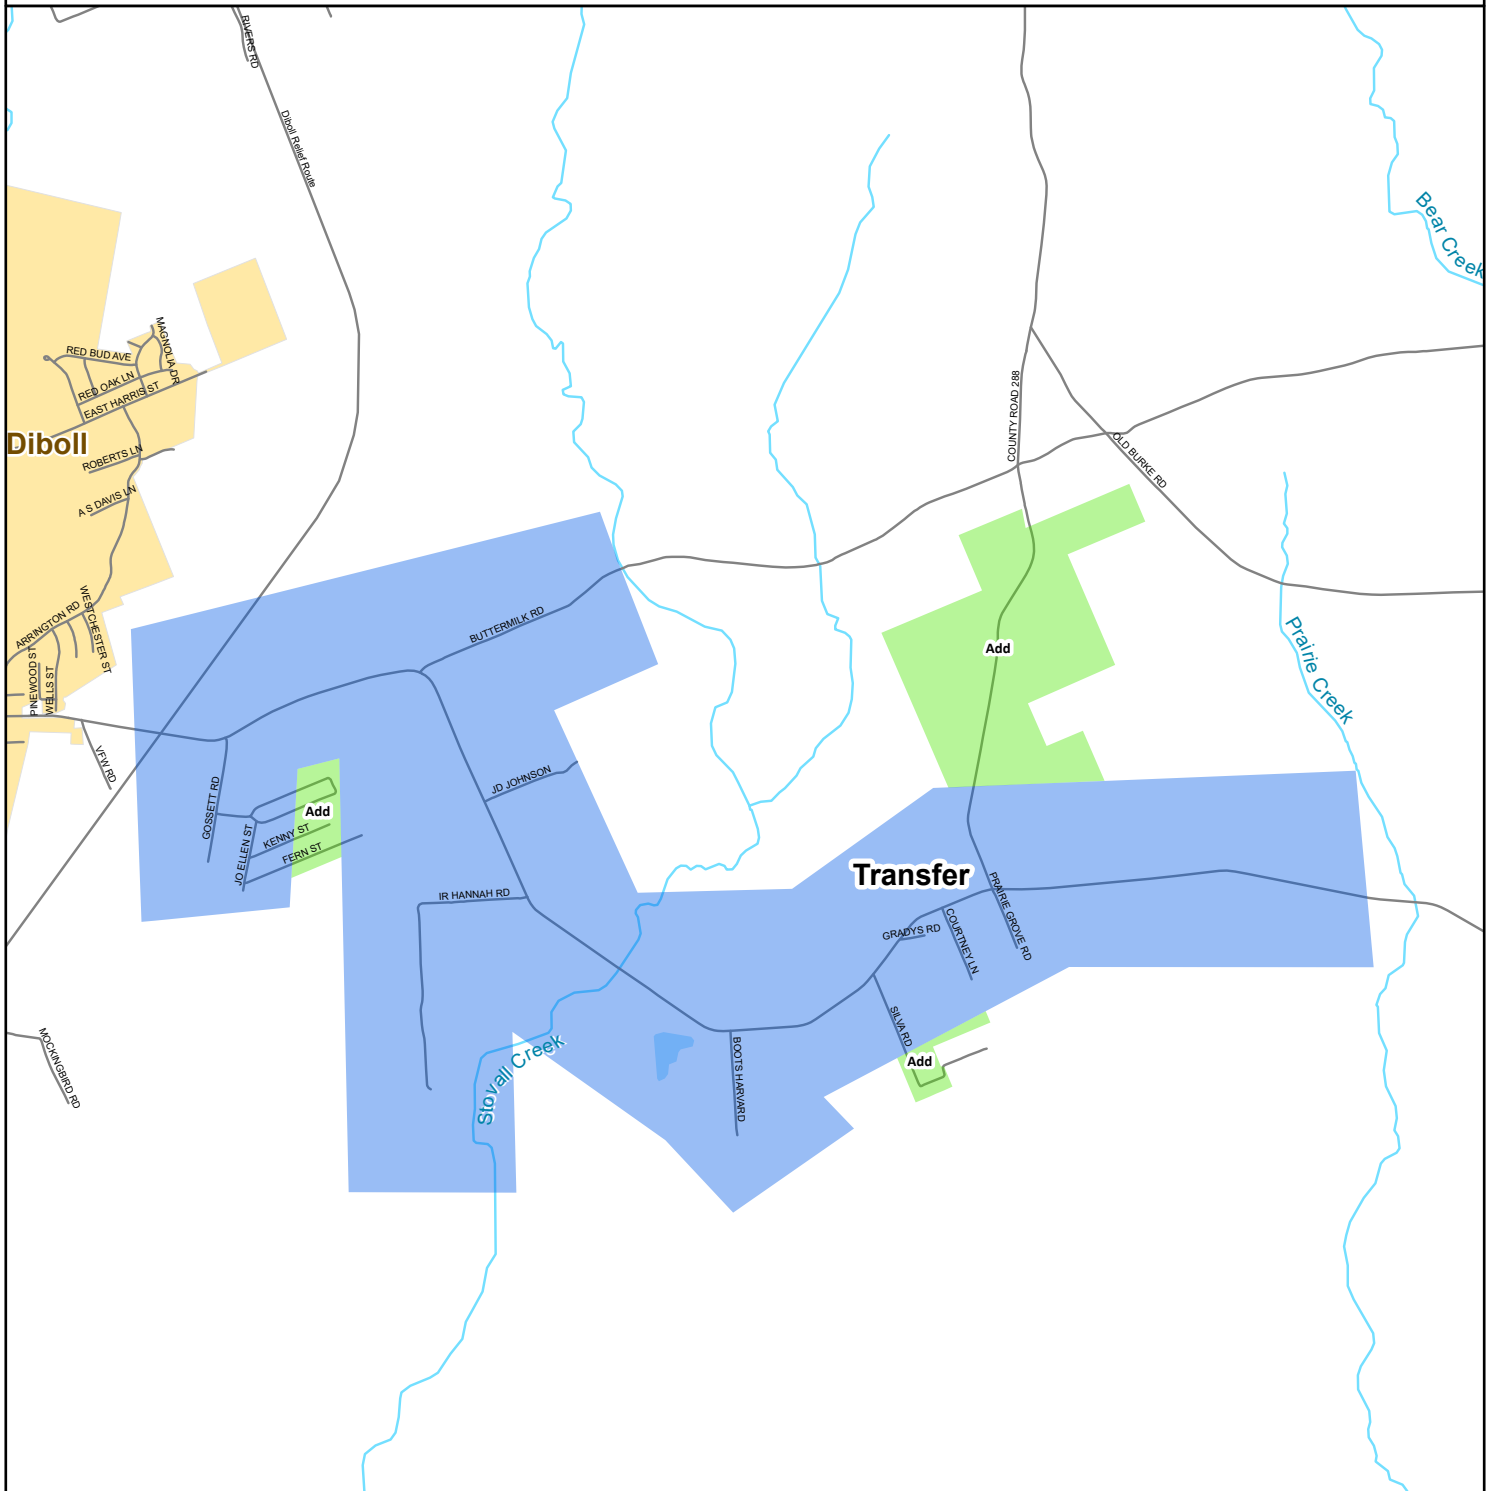 RIVERS RD
Diboll Relief Route
Bear Creek
MAGNOLIA DR
RED BUD AVE
RED OAK LN
EAST HARRIS ST
Diboll
ROBERTS LN
A S DAVIS LN
COUNTY ROAD 288
OLD BURKE RD
ARRINGTON RD
WESTCHESTER ST
PINEWOOD ST
WELLS ST
VFW RD
BUTTERMILK RD
Add
Prairie Creek
GOSSETT RD
JD JOHNSON
Add
KENNY ST
FERN ST
JO ELLEN ST
Transfer
IR HANNAH RD
PRAIRIE GROVE RD
GRADYS RD
COURTNEY LN
SILVA RD
Add
Stovall Creek
BOOTS HARVARD
MOCKINGBIRD RD